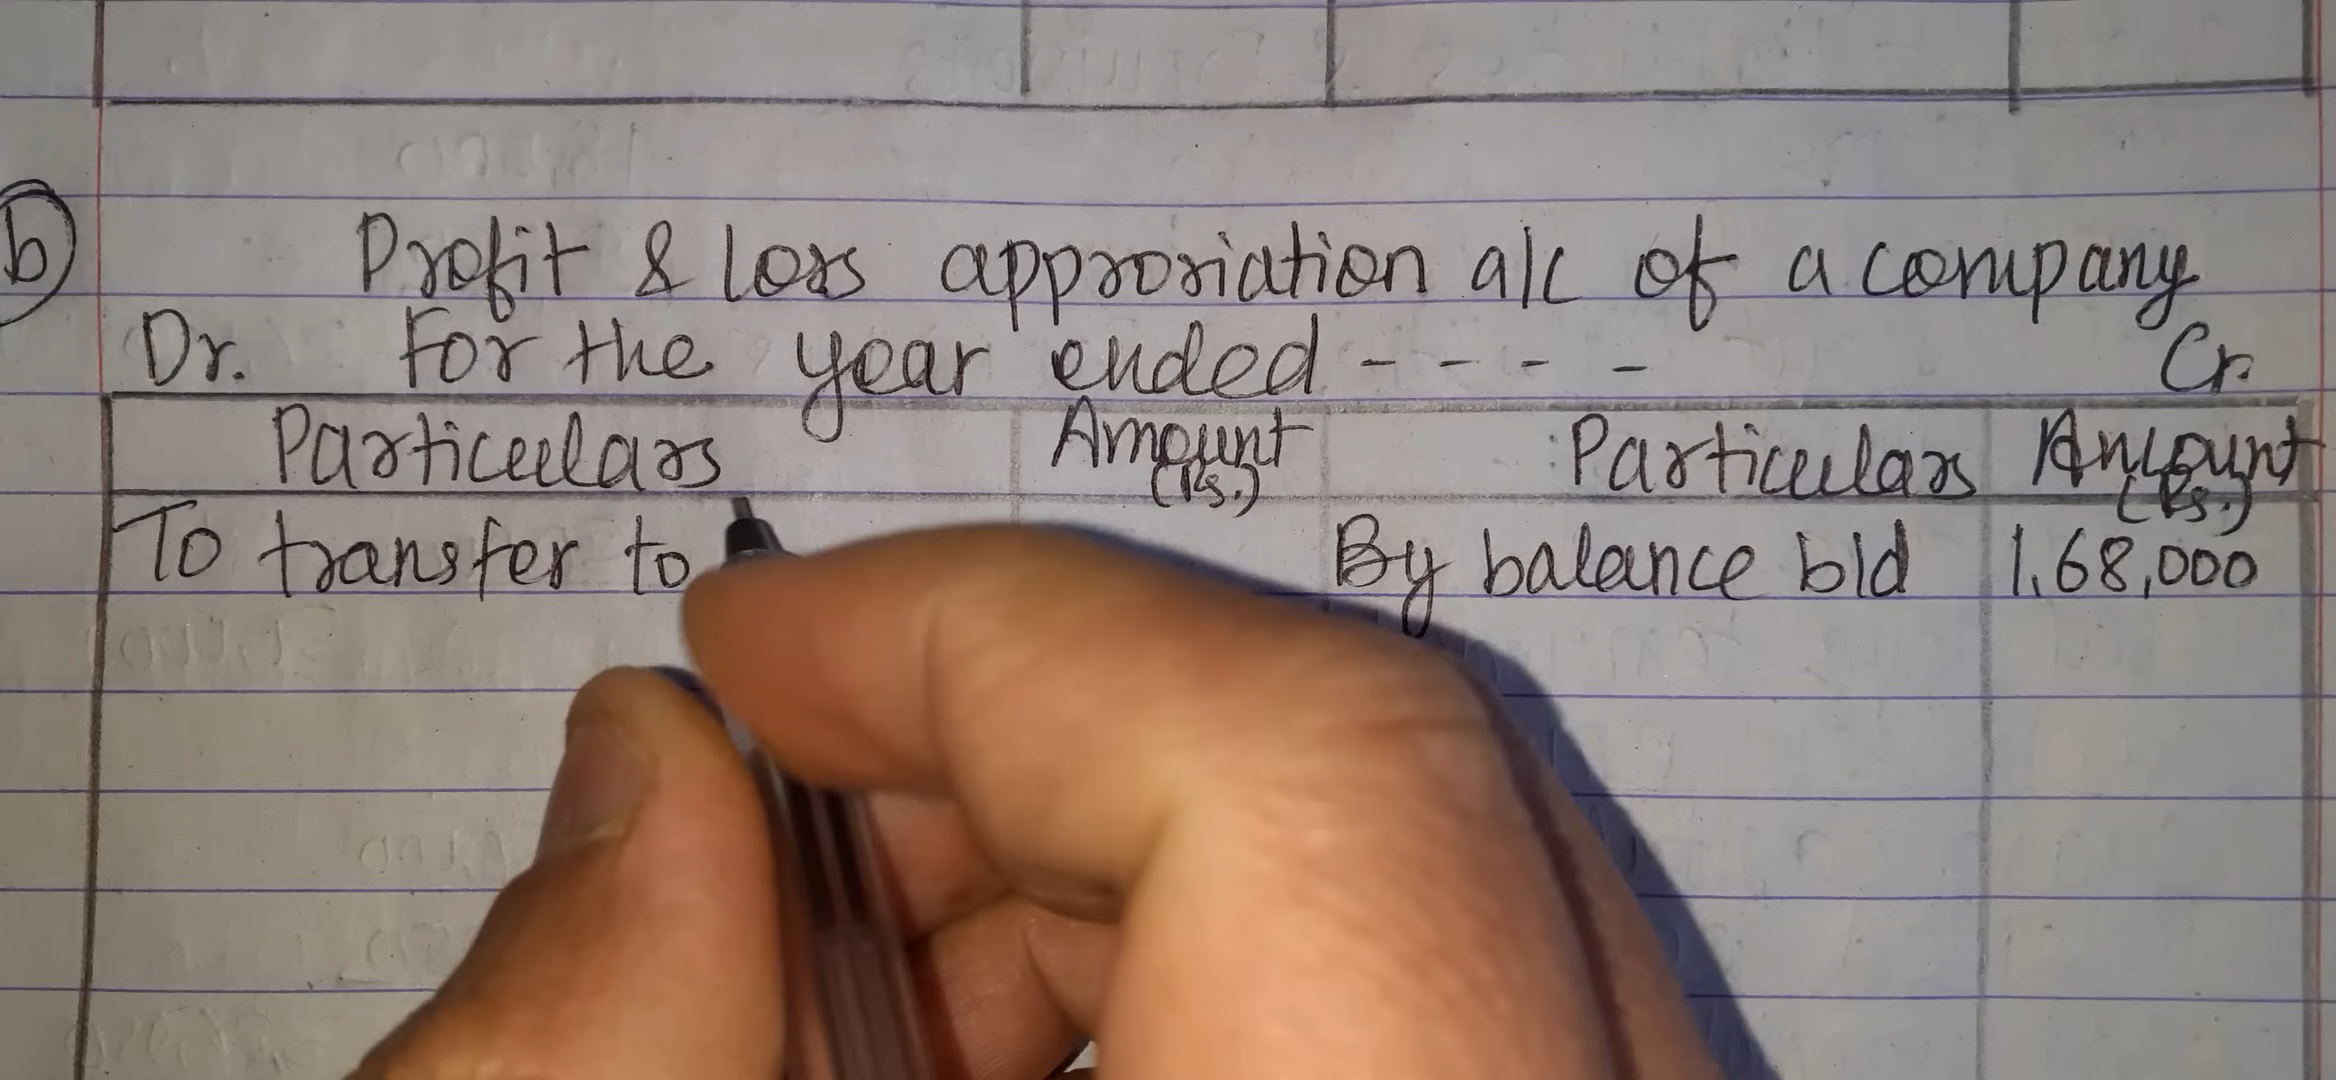 b
Profit & loss approriation a/c of a company
Dr. For the year ended - - - - Cr.
Particulars Amount (Rs.) Particulars Amount (Rs.)
To transfer to By balance b/d 1,68,000